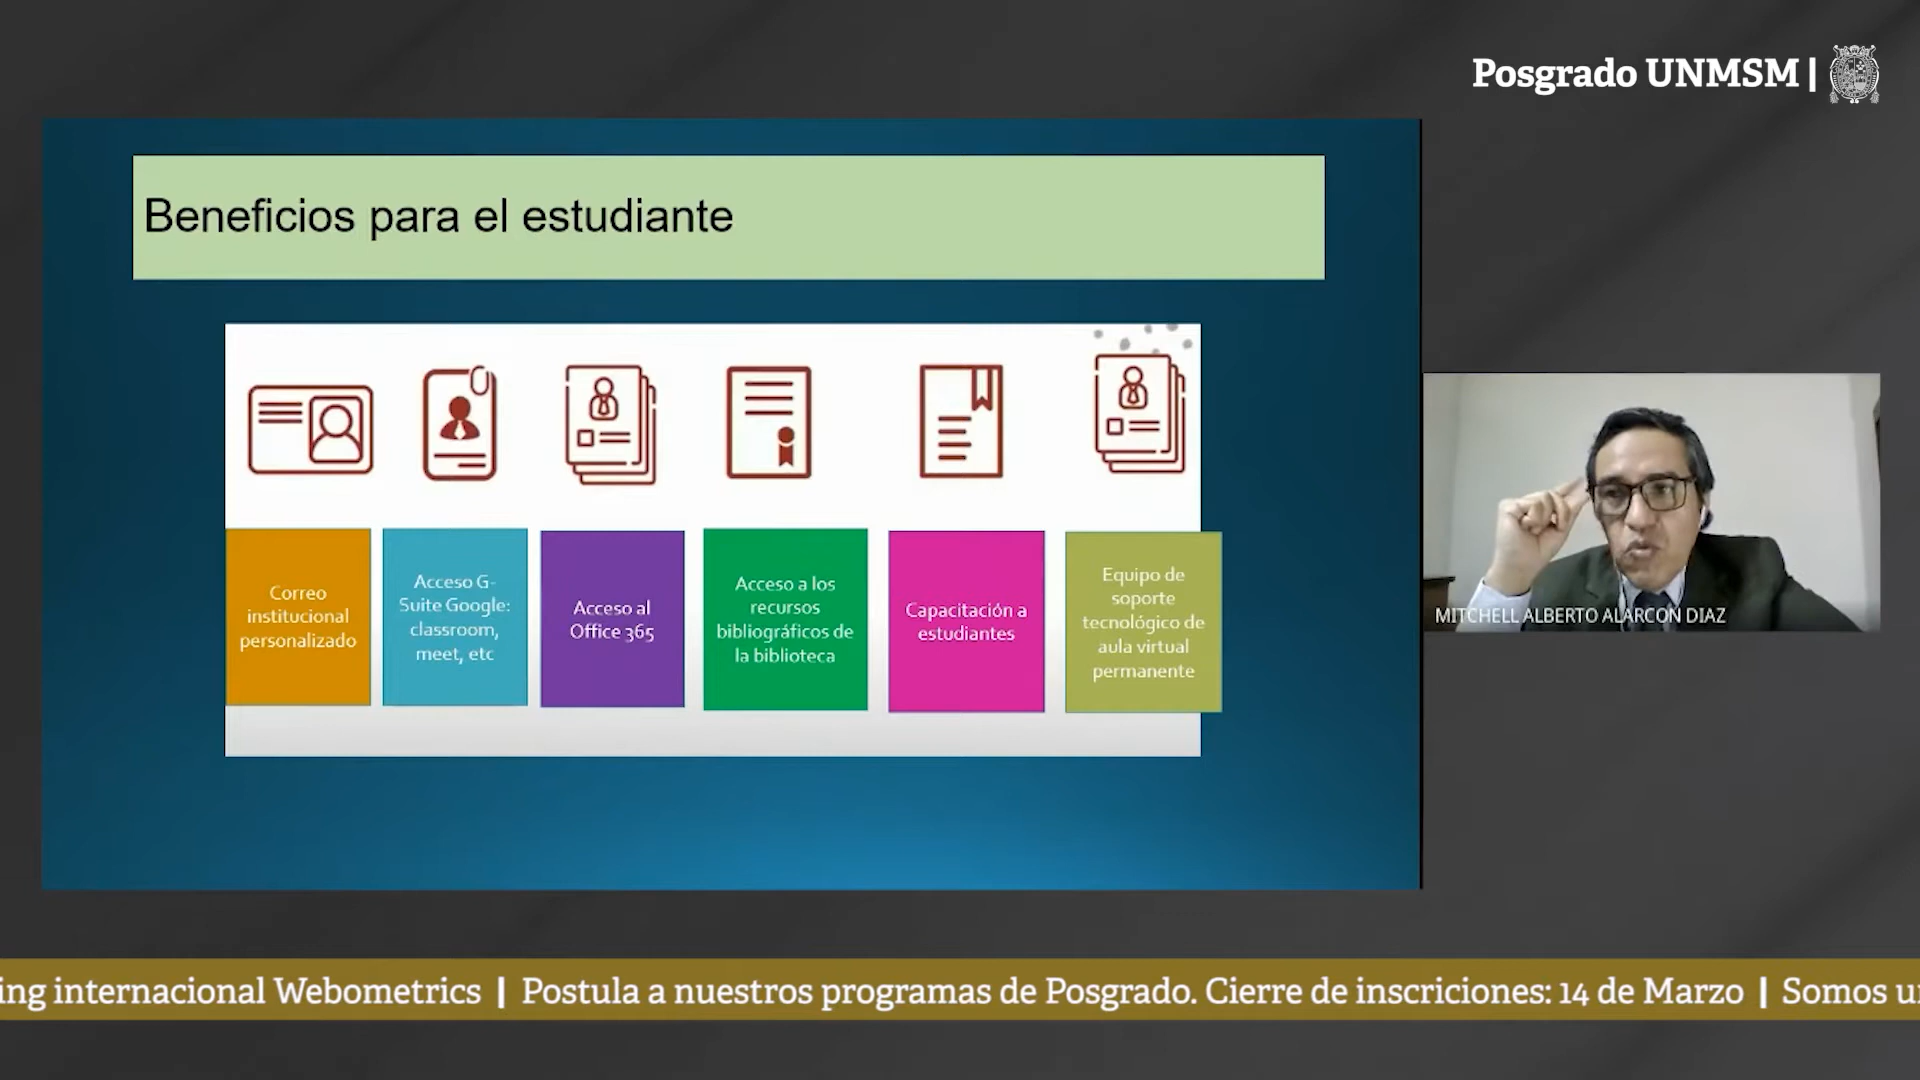 Posgrado UNMSM |
Beneficios para el estudiante
Correo
institucional
personalizado
Acceso G-
Suite Google:
classroom,
meet, etc
Acceso al
Office 365
Acceso a los
recursos
bibliográficos de
la biblioteca
Capacitación a
estudiantes
Equipo de
soporte
tecnológico de
aula virtual
permanente
MITCHELL ALBERTO ALARCON DIAZ
ing internacional Webometrics | Postula a nuestros programas de Posgrado. Cierre de inscriciones: 14 de Marzo | Somos